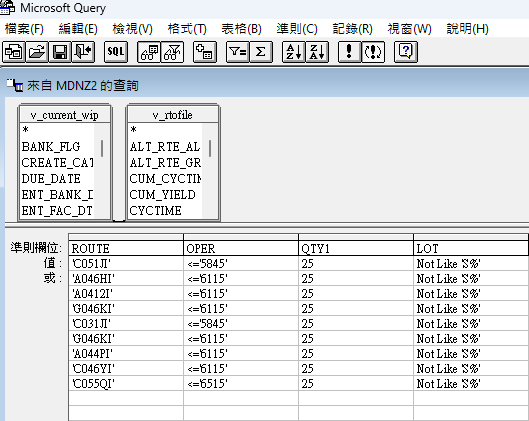 Microsoft Query
檔案(F) 編輯(E) 檢視(V) 格式(T) 表格(B) 準則(C) 記錄(R) 視窗(W) 說明(H)
SQL
來自 MDNZ2 的查詢
v_current_wip v_rtofile
* *
BANK_FLG ALT_RTE_AL
CREATE_CAT ALT_RTE_GR
DUE_DATE CUM_CYCTIM
ENT_BANK_D CUM_YIELD
ENT_FAC_DT CYCTIME
準則欄位: ROUTE OPER QTY1 LOT
值: 'C051JI' <='5845' 25 Not Like 'S%'
或: 'A046HI' <='6115' 25 Not Like 'S%'
'A0412I' <='6115' 25 Not Like 'S%'
'G046KI' <='6115' 25 Not Like 'S%'
'C031JI' <='5845' 25 Not Like 'S%'
'G046KI' <='6115' 25 Not Like 'S%'
'A044PI' <='6115' 25 Not Like 'S%'
'C046YI' <='6115' 25 Not Like 'S%'
'C055QI' <='6515' 25 Not Like 'S%'